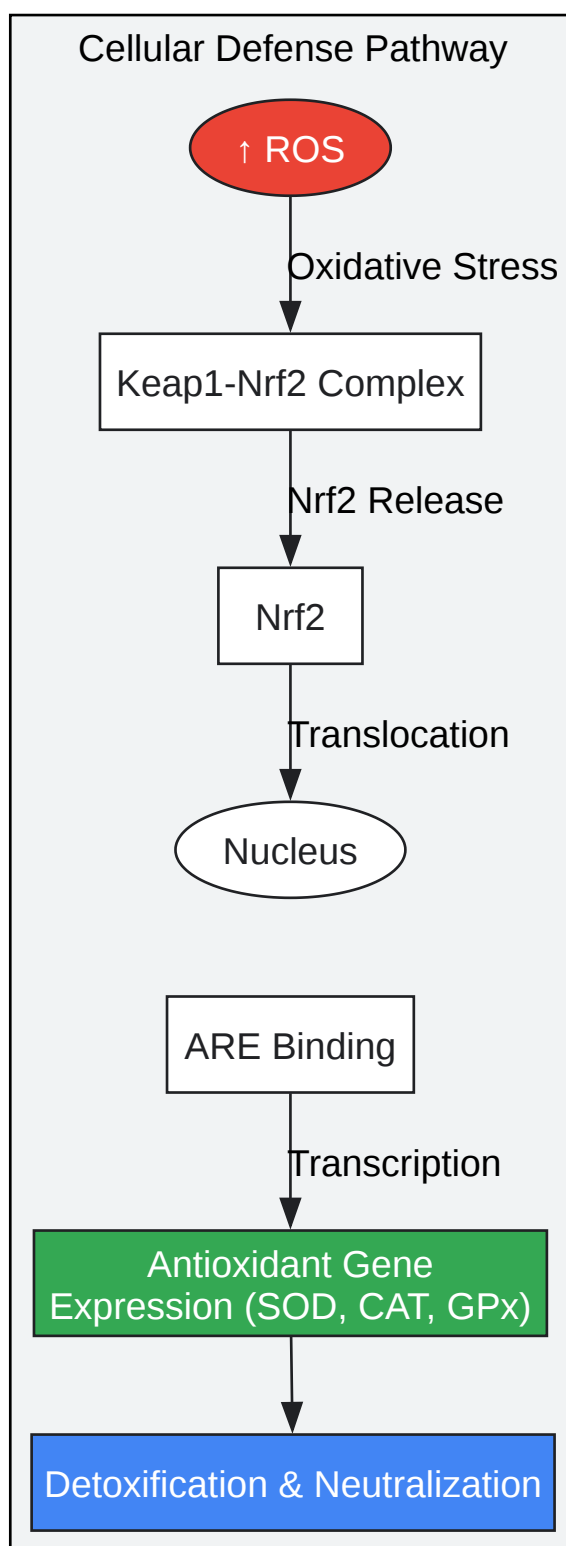 Cellular Defense Pathway
↑ ROS
Oxidative Stress
Keap1-Nrf2 Complex
Nrf2 Release
Nrf2
Translocation
Nucleus
ARE Binding
Transcription
Antioxidant Gene
Expression (SOD, CAT, GPx)
Detoxification & Neutralization